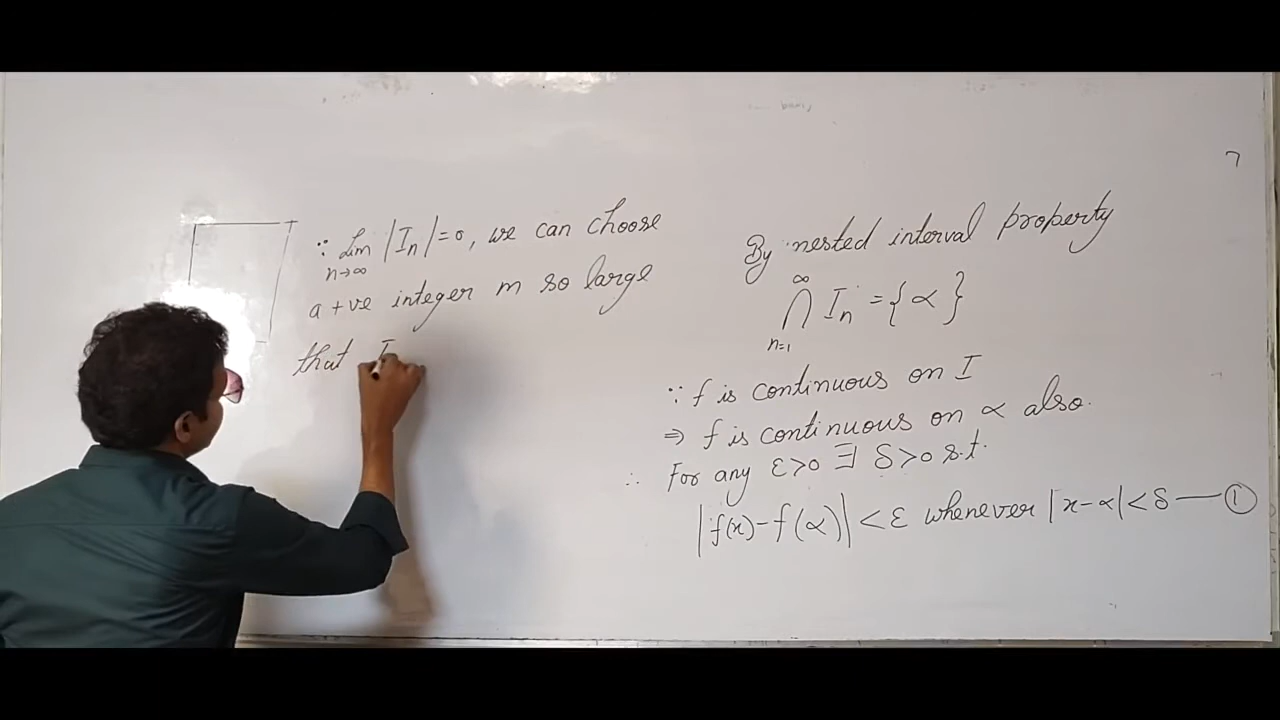 ∵ lim n→∞ |Iₙ| = 0, we can choose
a +ve integer m so large
that I
By nested interval property
∞ ∩ n=1 Iₙ = {α}
∵ f is continuous on I
⇒ f is continuous on α also.
∴ For any ε>0 ∃ δ>0 s.t.
|f(x)-f(α)| < ε whenever |x-α| < δ — ①